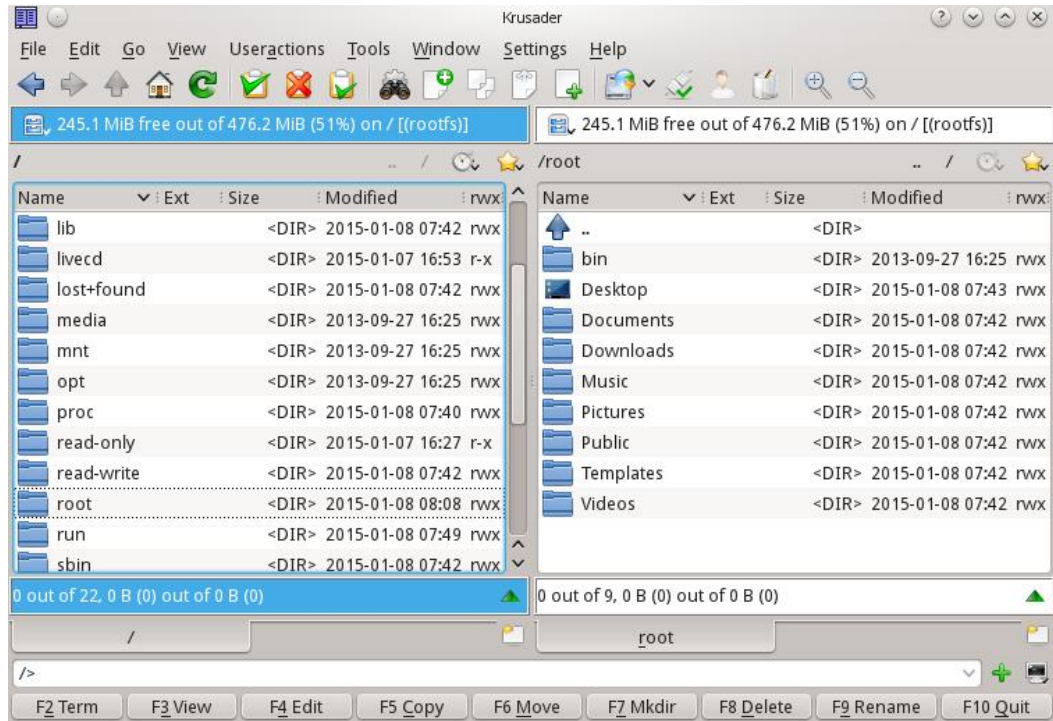 Krusader
File Edit Go View Useractions Tools Window Settings Help
245.1 MiB free out of 476.2 MiB (51%) on / [(rootfs)]
/ .. /
Name Ext Size Modified rwx
lib <DIR> 2015-01-08 07:42 rwx
livecd <DIR> 2015-01-07 16:53 r-x
lost+found <DIR> 2015-01-08 07:42 rwx
media <DIR> 2013-09-27 16:25 rwx
mnt <DIR> 2013-09-27 16:25 rwx
opt <DIR> 2013-09-27 16:25 rwx
proc <DIR> 2015-01-08 07:40 rwx
read-only <DIR> 2015-01-07 16:27 r-x
read-write <DIR> 2015-01-08 07:42 rwx
root <DIR> 2015-01-08 08:08 rwx
run <DIR> 2015-01-08 07:49 rwx
sbin <DIR> 2015-01-08 07:42 rwx
0 out of 22, 0 B (0) out of 0 B (0)
/
245.1 MiB free out of 476.2 MiB (51%) on / [(rootfs)]
/root .. /
Name Ext Size Modified rwx
.. <DIR>
bin <DIR> 2013-09-27 16:25 rwx
Desktop <DIR> 2015-01-08 07:43 rwx
Documents <DIR> 2015-01-08 07:42 rwx
Downloads <DIR> 2015-01-08 07:42 rwx
Music <DIR> 2015-01-08 07:42 rwx
Pictures <DIR> 2015-01-08 07:42 rwx
Public <DIR> 2015-01-08 07:42 rwx
Templates <DIR> 2015-01-08 07:42 rwx
Videos <DIR> 2015-01-08 07:42 rwx
0 out of 9, 0 B (0) out of 0 B (0)
root
/>
F2 Term F3 View F4 Edit F5 Copy F6 Move F7 Mkdir F8 Delete F9 Rename F10 Quit